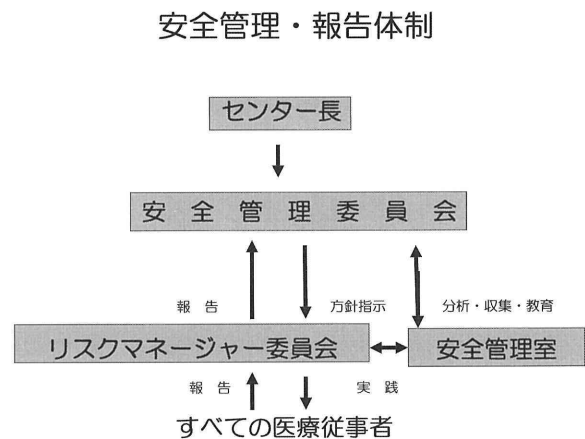 安全管理・報告体制
センター長
安全管理委員会
報告 方針指示 分析・収集・教育
リスクマネージャー委員会 安全管理室
報告 実践
すべての医療従事者